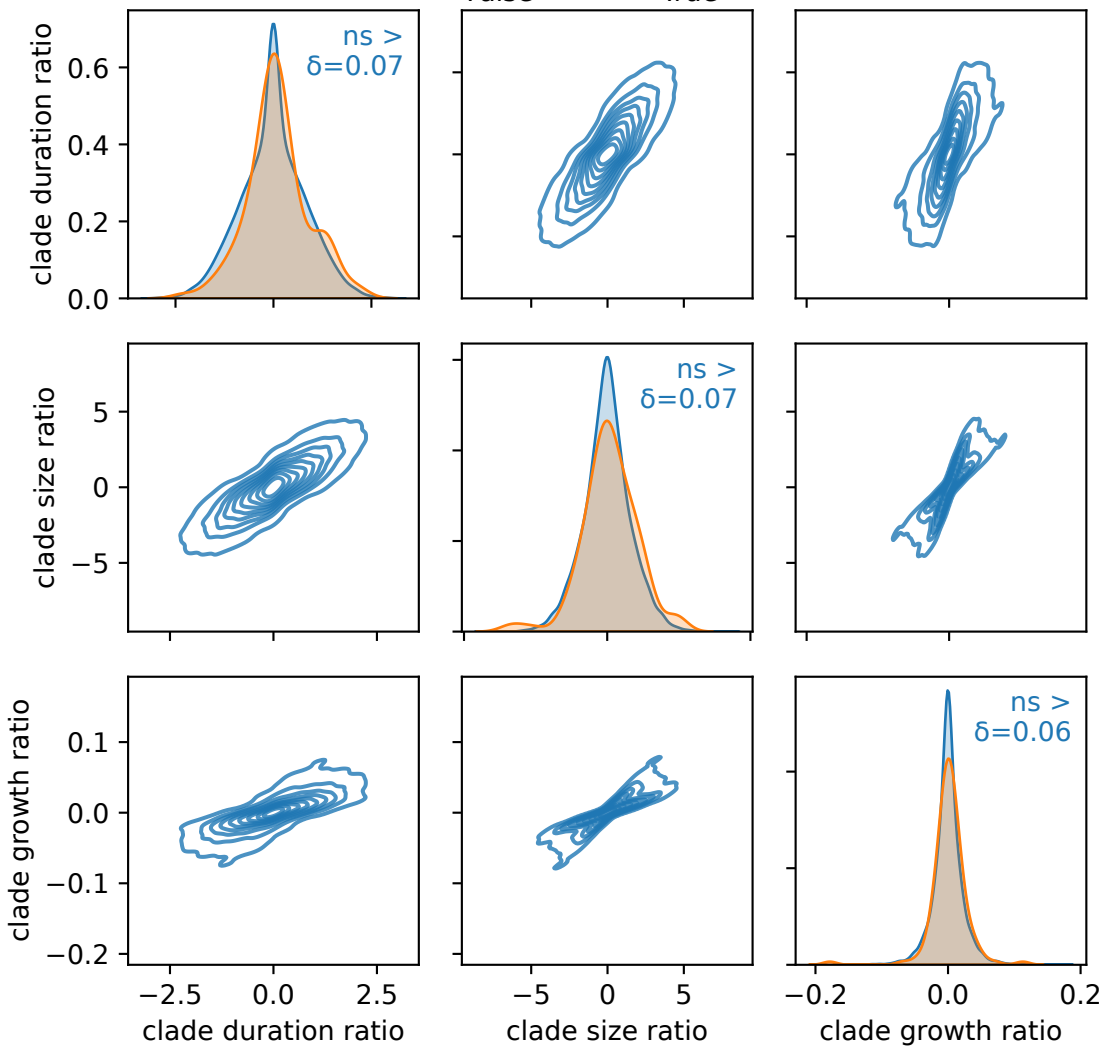 clade duration ratio
0.6
0.4
0.2
0.0
ns >
δ=0.07
clade size ratio
5
0
−5
ns >
δ=0.07
clade growth ratio
0.1
0.0
−0.1
−0.2
ns >
δ=0.06
−2.5 0.0 2.5
−5 0 5
−0.2 0.0 0.2
clade duration ratio
clade size ratio
clade growth ratio